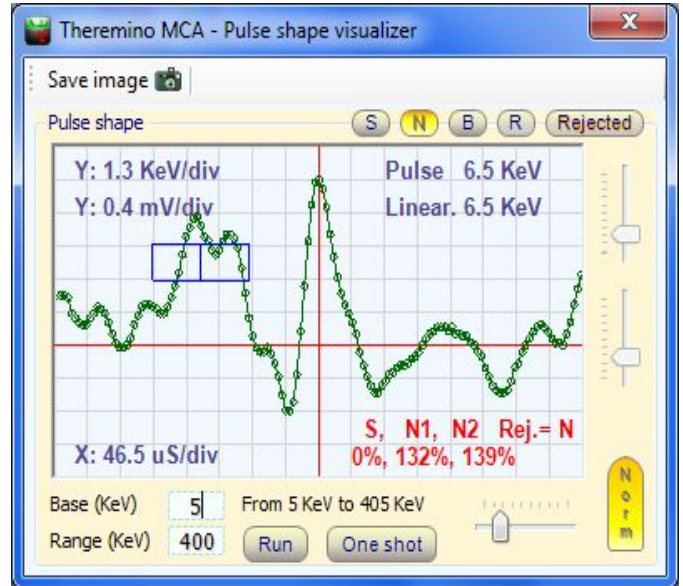 Theremino MCA - Pulse shape visualizer
Save image
Pulse shape S N B R Rejected
Y: 1.3 KeV/div Pulse 6.5 KeV
Y: 0.4 mV/div Linear. 6.5 KeV
S, N1, N2 Rej.= N
X: 46.5 uS/div 0%, 132%, 139%
Base (KeV) 5 From 5 KeV to 405 KeV
Range (KeV) 400 Run One shot
Norm